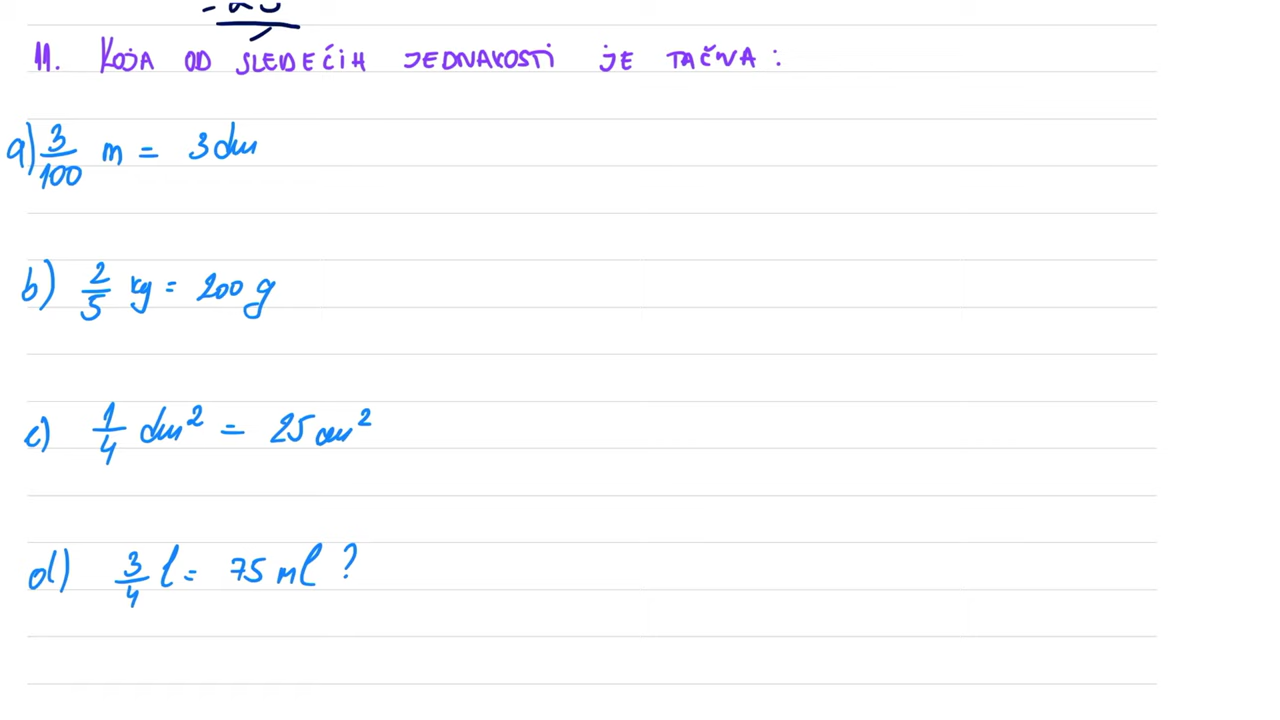 11. KOJA OD SLEDEĆIH JEDNAKOSTI JE TAČNA :
a) 3/100 m = 3dm
b) 2/5 kg = 200 g
c) 1/4 dm² = 25 cm²
d) 3/4 l = 75 ml ?